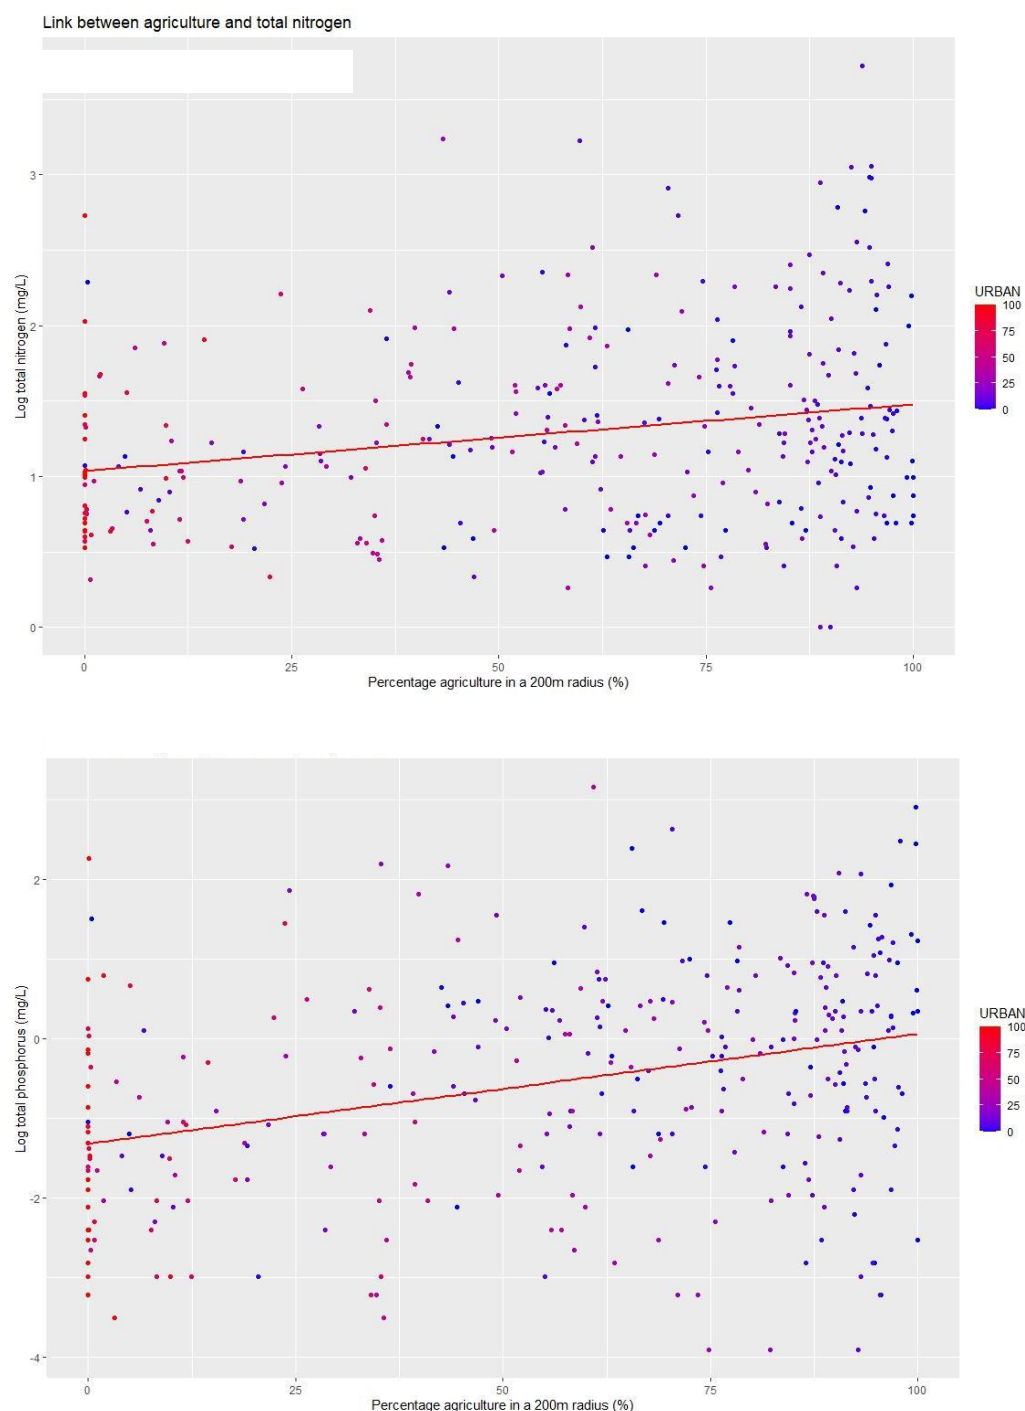 Link between agriculture and total nitrogen
Log total nitrogen (mg/L)
3
2
1
0
0 25 50 75 100
Percentage agriculture in a 200m radius (%)
URBAN
100
75
50
25
0
Log total phosphorus (mg/L)
2
0
-2
-4
0 25 50 75 100
Percentage agriculture in a 200m radius (%)
URBAN
100
75
50
25
0